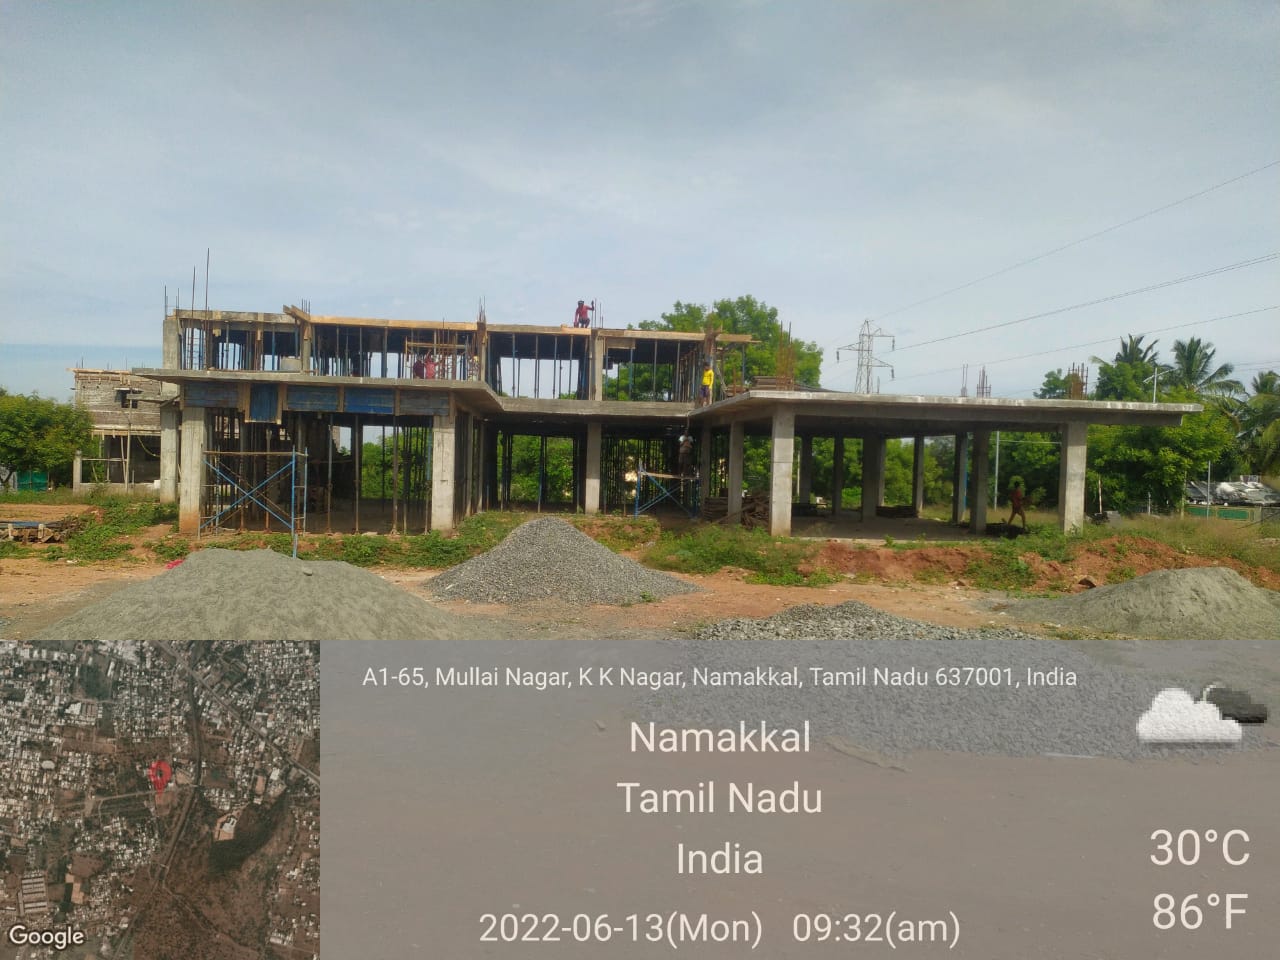 A1-65, Mullai Nagar, K K Nagar, Namakkal, Tamil Nadu 637001, India
Namakkal
Tamil Nadu
India
2022-06-13(Mon) 09:32(am)
30°C
86°F
Google